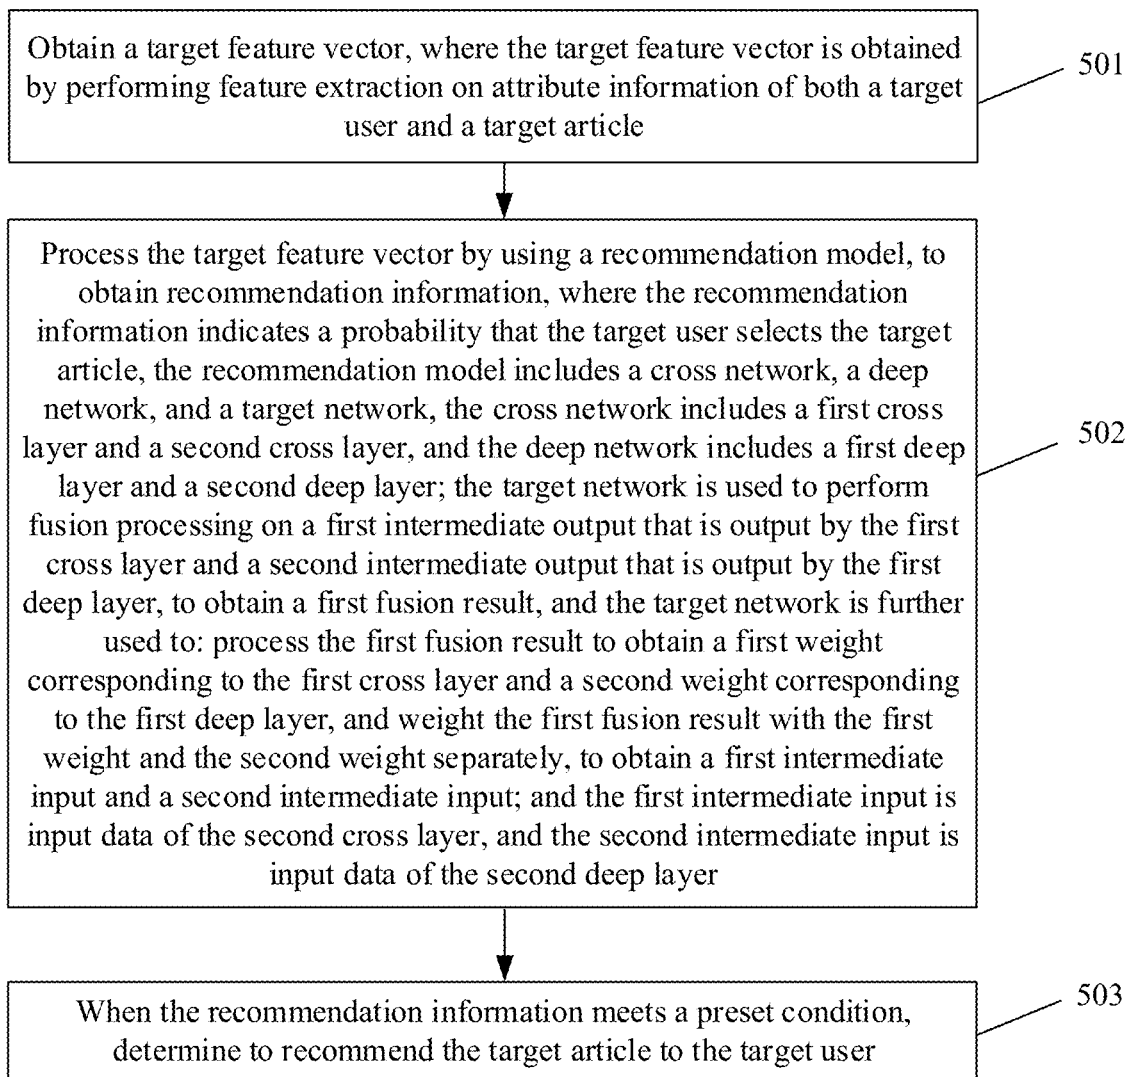 Obtain a target feature vector, where the target feature vector is obtained
by performing feature extraction on attribute information of both a target
user and a target article
501
Process the target feature vector by using a recommendation model, to
obtain recommendation information, where the recommendation
information indicates a probability that the target user selects the target
article, the recommendation model includes a cross network, a deep
network, and a target network, the cross network includes a first cross
layer and a second cross layer, and the deep network includes a first deep
layer and a second deep layer; the target network is used to perform
fusion processing on a first intermediate output that is output by the first
cross layer and a second intermediate output that is output by the first
deep layer, to obtain a first fusion result, and the target network is further
used to: process the first fusion result to obtain a first weight
corresponding to the first cross layer and a second weight corresponding
to the first deep layer, and weight the first fusion result with the first
weight and the second weight separately, to obtain a first intermediate
input and a second intermediate input; and the first intermediate input is
input data of the second cross layer, and the second intermediate input is
input data of the second deep layer
502
When the recommendation information meets a preset condition,
determine to recommend the target article to the target user
503